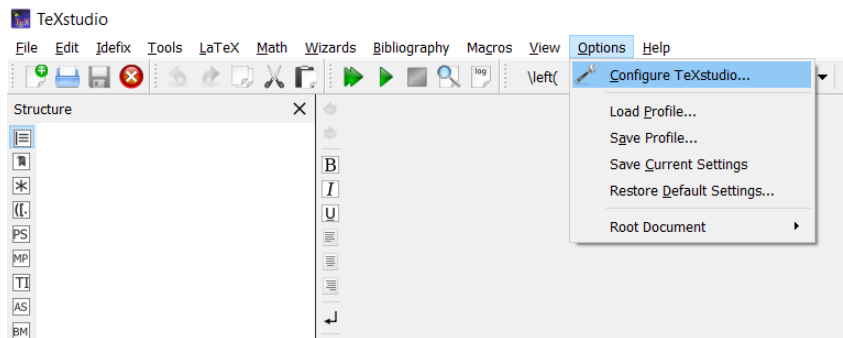 TeXstudio
File Edit Idefix Tools LaTeX Math Wizards Bibliography Macros View Options Help
log \left(
Configure TeXstudio...
Structure
Load Profile...
Save Profile...
Save Current Settings
Restore Default Settings...
Root Document
B
I
U
([.
PS
MP
TI
AS
BM